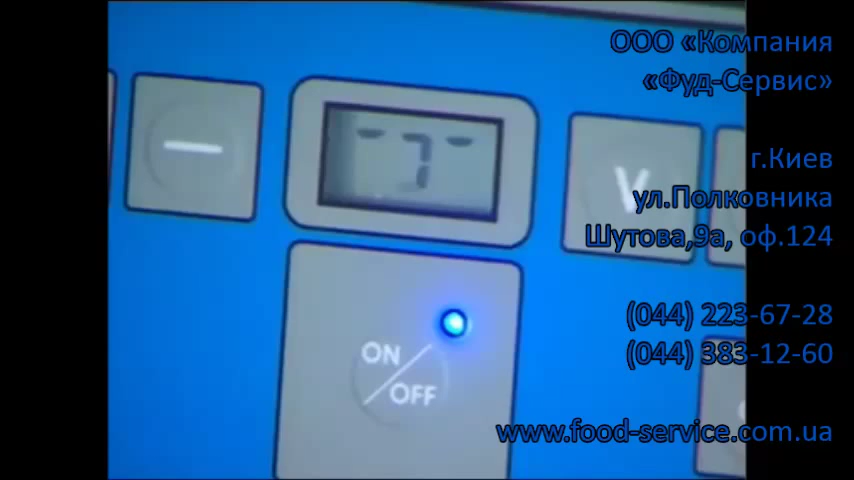 ООО «Компания
«Фуд-Сервис»
г.Киев
ул.Полковника
Шутова,9а, оф.124
(044) 223-67-28
(044) 383-12-60
www.food-service.com.ua
V
ON/OFF